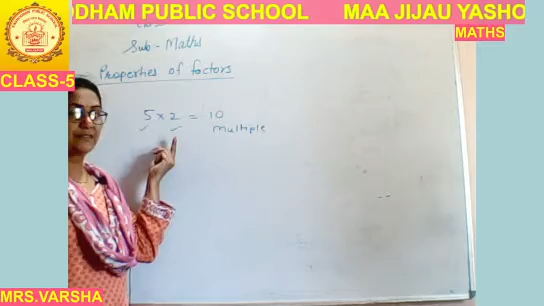 ODHAM PUBLIC SCHOOL MAA JIJAU YASHO
MATHS
CLASS-5
Sub - Maths
Properties of factors
5 × 2 = 10
multiple
MRS.VARSHA